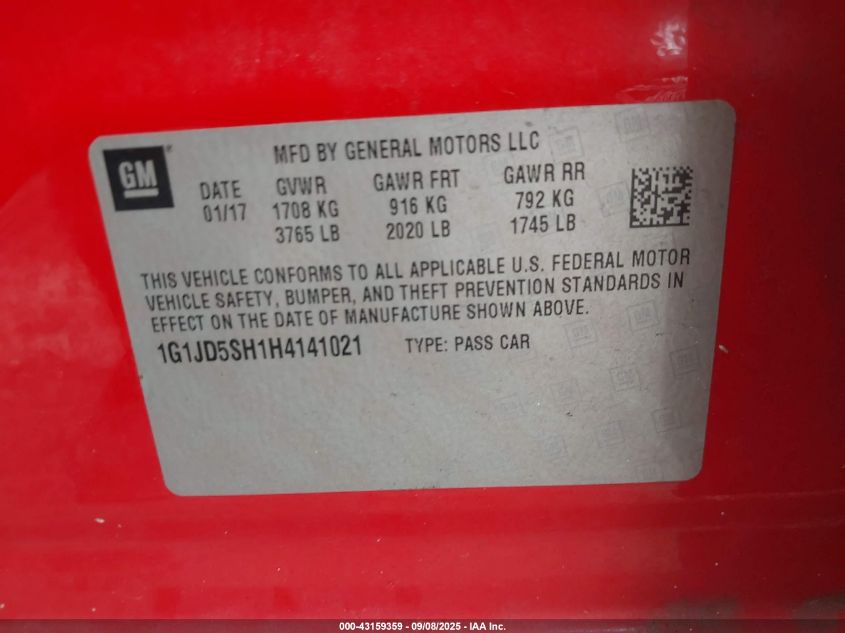 GM
MFD BY GENERAL MOTORS LLC
DATE GVWR GAWR FRT GAWR RR
01/17 1708 KG 916 KG 792 KG
3765 LB 2020 LB 1745 LB
THIS VEHICLE CONFORMS TO ALL APPLICABLE U.S. FEDERAL MOTOR
VEHICLE SAFETY, BUMPER, AND THEFT PREVENTION STANDARDS IN
EFFECT ON THE DATE OF MANUFACTURE SHOWN ABOVE.
1G1JD5SH1H4141021 TYPE: PASS CAR
000-43159359 - 09/08/2025 - IAA Inc.